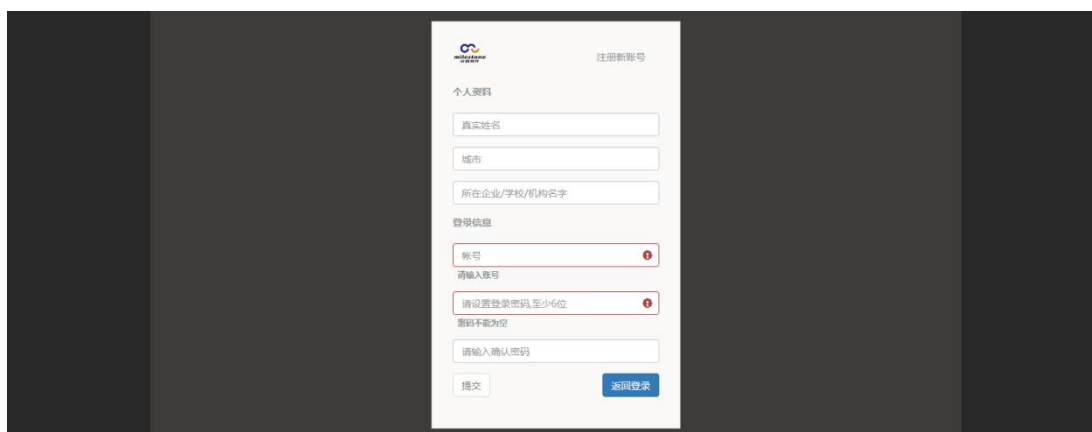 milestone
注册新账号
个人资料
真实姓名
城市
所在企业/学校/机构名字
登录信息
帐号
请输入账号
请设置登录密码,至少6位
密码不能为空
请输入确认密码
提交
返回登录